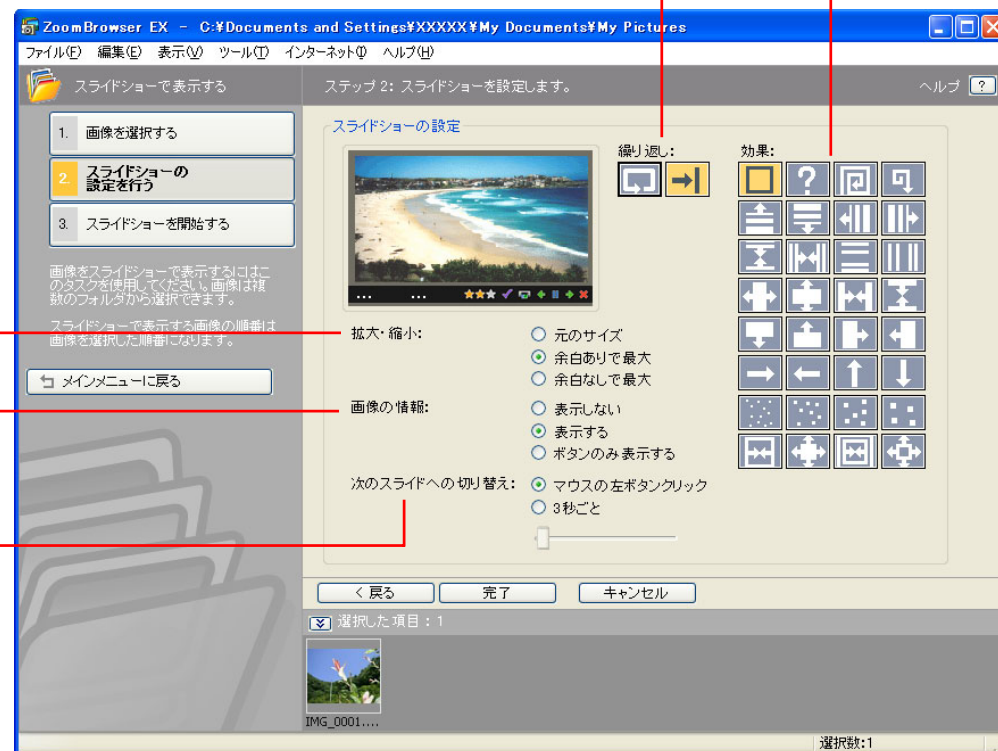 ZoomBrowser EX - C:¥Documents and Settings¥XXXXX¥My Documents¥My Pictures
ファイル(F) 編集(E) 表示(V) ツール(T) インターネット(I) ヘルプ(H)
スライドショーで表示する
ステップ 2: スライドショーを設定します。
ヘルプ ?
1. 画像を選択する
2. スライドショーの
設定を行う
3. スライドショーを開始する
画像をスライドショーで表示するにはこ
のタスクを使用してください。画像は複
数のフォルダから選択できます。
スライドショーで表示する画像の順番は
画像を選択した順番になります。
メインメニューに戻る
スライドショーの設定
繰り返し:
効果:
?
... ...
拡大・縮小:
元のサイズ
余白ありで最大
余白なしで最大
画像の情報:
表示しない
表示する
ボタンのみ表示する
次のスライドへの切り替え:
マウスの左ボタンクリック
3秒ごと
< 戻る
完了
キャンセル
選択した項目 : 1
IMG_0001....
選択数:1